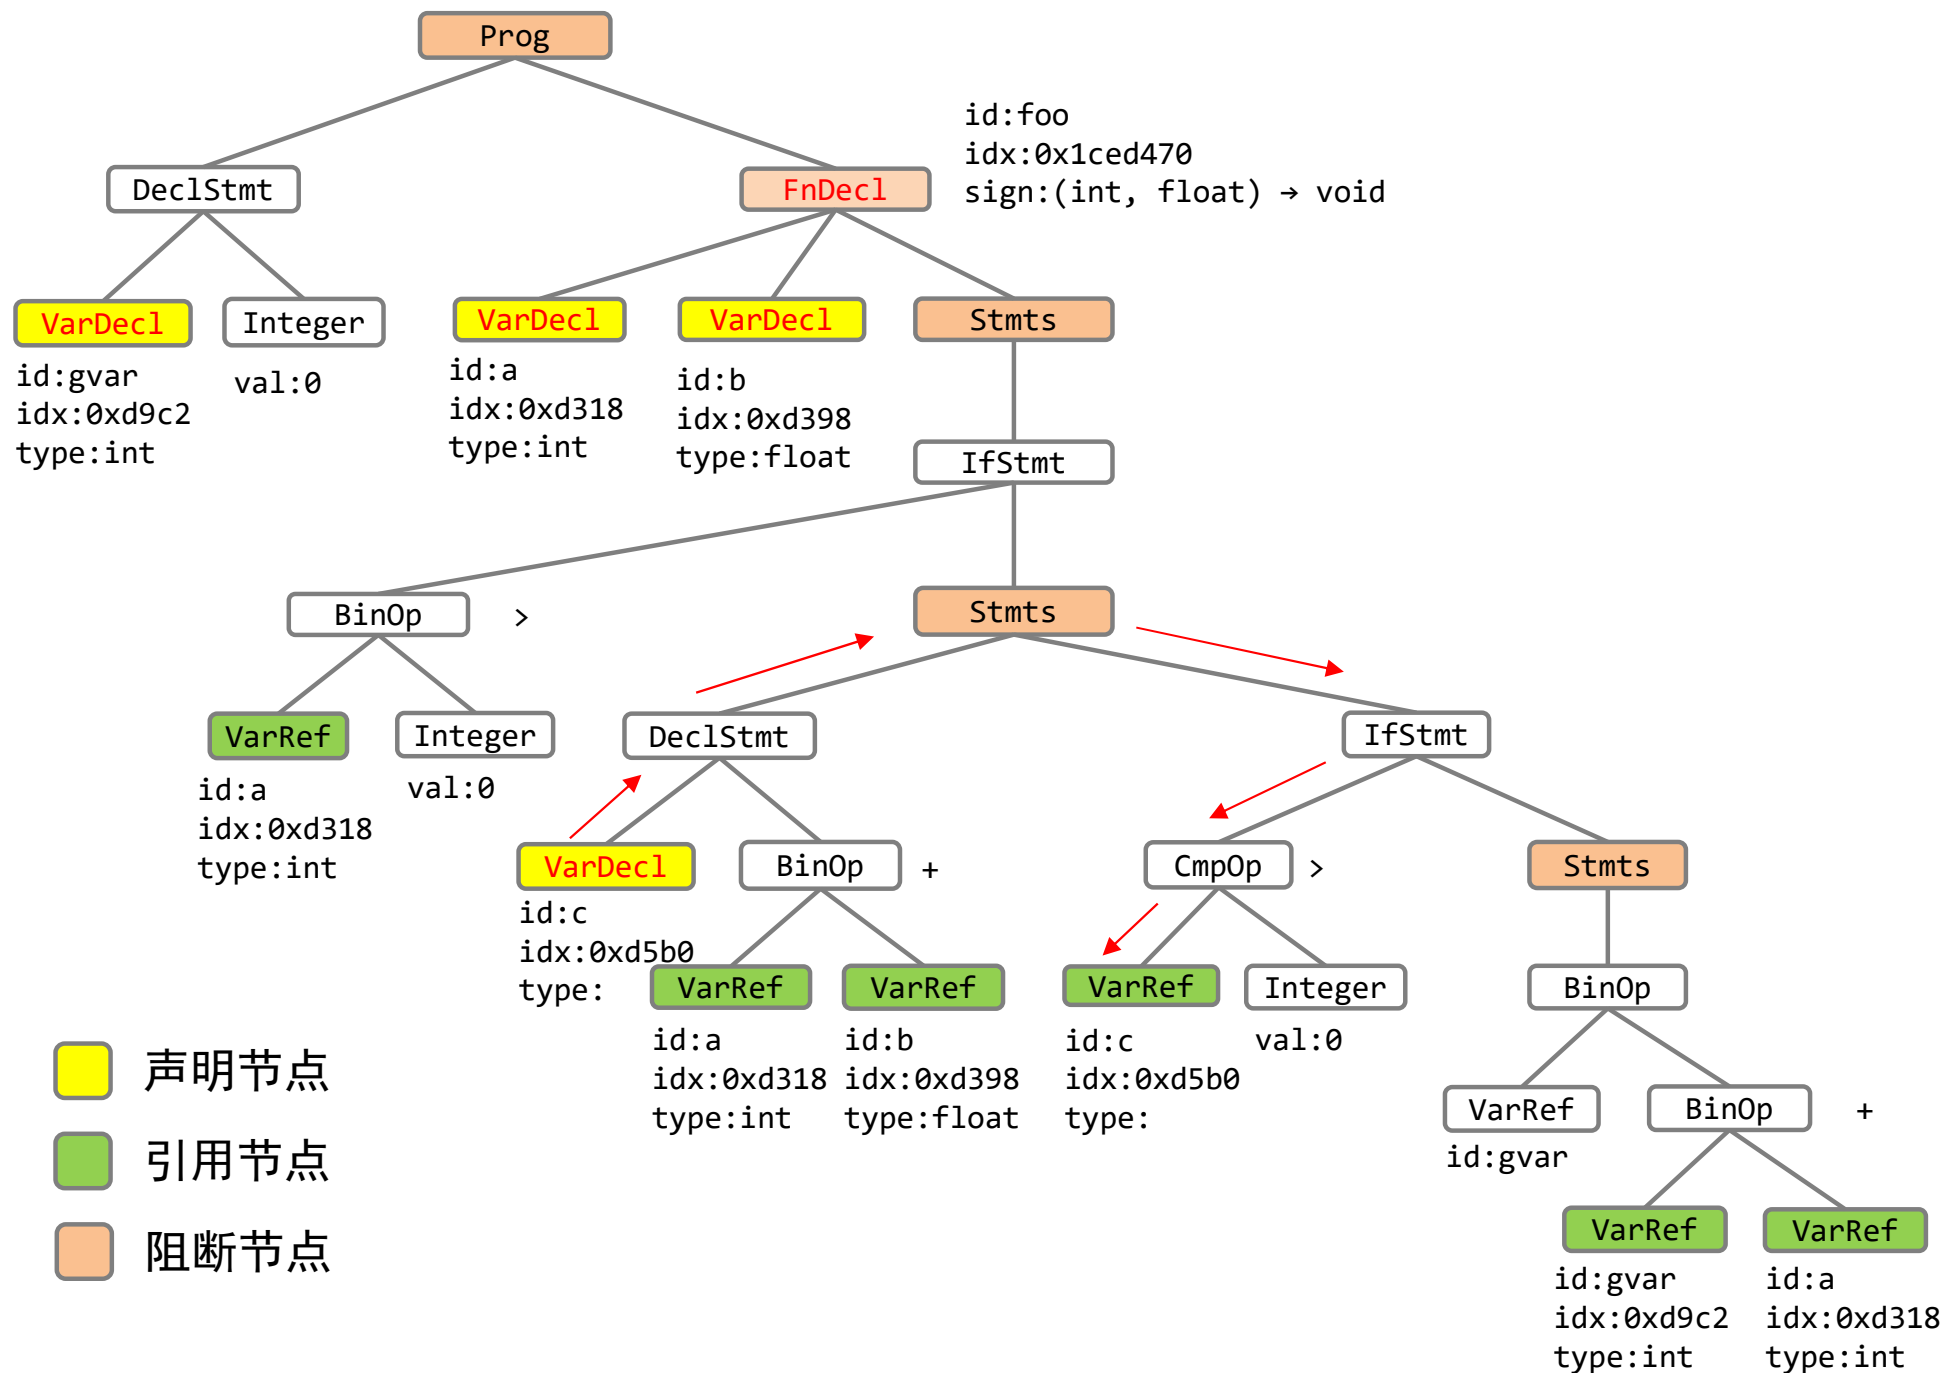 Prog
id:foo
idx:0x1ced470
sign:(int, float) → void
DeclStmt
FnDecl
VarDecl
Integer
VarDecl
VarDecl
Stmts
id:gvar
idx:0xd9c2
type:int
val:0
id:a
idx:0xd318
type:int
id:b
idx:0xd398
type:float
IfStmt
BinOp
>
Stmts
VarRef
Integer
DeclStmt
IfStmt
id:a
idx:0xd318
type:int
val:0
VarDecl
BinOp
+
CmpOp
>
Stmts
id:c
idx:0xd5b0
type:
VarRef
VarRef
VarRef
Integer
BinOp
id:a
idx:0xd318
type:int
id:b
idx:0xd398
type:float
id:c
idx:0xd5b0
type:
val:0
声明节点
VarRef
BinOp
+
id:gvar
引用节点
VarRef
VarRef
阻断节点
id:gvar
idx:0xd9c2
type:int
id:a
idx:0xd318
type:int